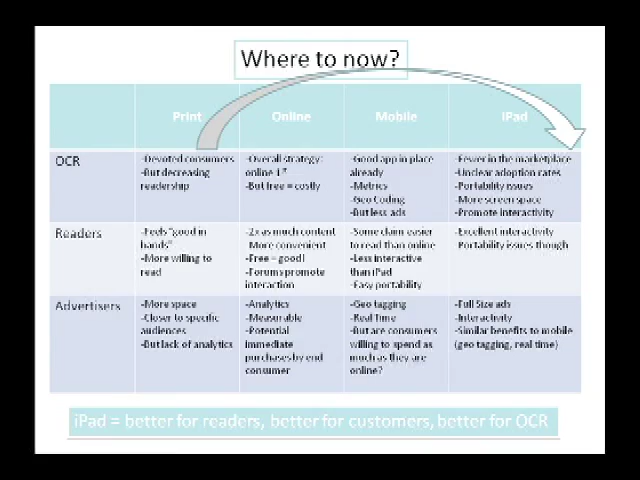 Where to now?
Print Online Mobile iPad
OCR
-Devoted consumers
-But decreasing
readership
-Overall strategy:
online 1st
-But free = costly
-Good app in place
already
-Metrics
-Geo Coding
-But less ads
-Fewer in the marketplace
-Unclear adoption rates
-Portability issues
-More screen space
-Promote interactivity
Readers
-Feels "good in
hands"
-More willing to
read
-2x as much content
-More convenient
-Free = good!
-Forums promote
interaction
-Some claim easier
to read than online
-Less interactive
than iPad
-Easy portability
-Excellent interactivity
-Portability issues though
Advertisers
-More space
-Closer to specific
audiences
-But lack of analytics
-Analytics
-Measurable
-Potential
immediate
purchases by end
consumer
-Geo tagging
-Real Time
-But are consumers
willing to spend as
much as they are
online?
-Full Size ads
-Interactivity
-Similar benefits to mobile
(geo tagging, real time)
iPad = better for readers, better for customers, better for OCR